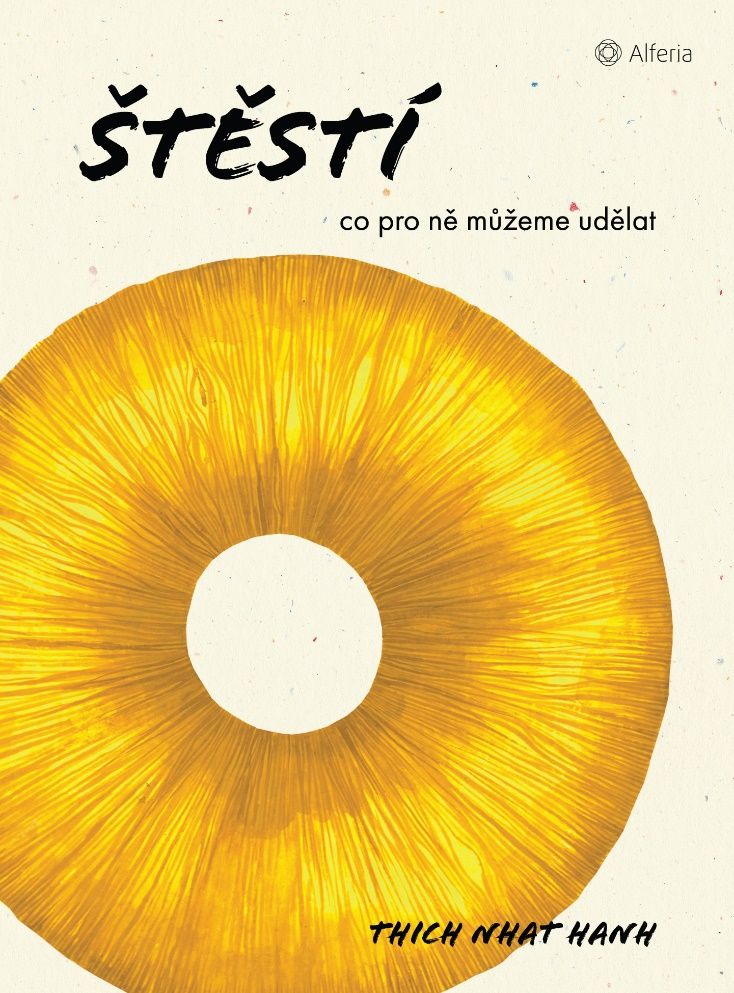 Alferia
ŠTĚSTÍ
co pro ně můžeme udělat
THICH NHAT HANH